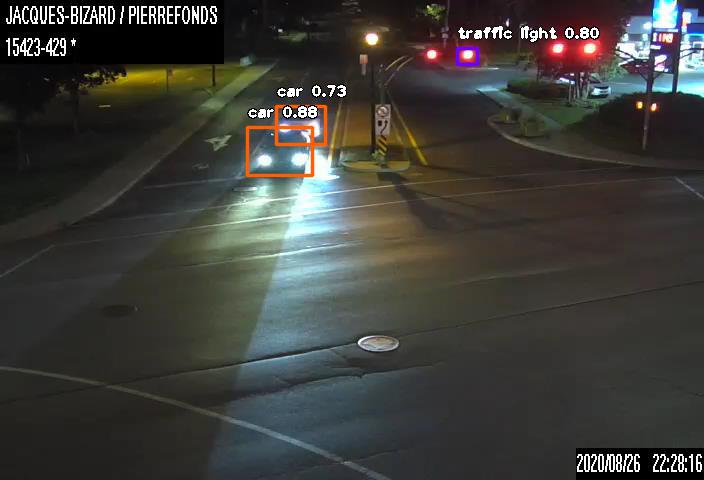 JACQUES-BIZARD / PIERREFONDS
15423-429 *
traffic light 0.80
car 0.73
car 0.88
2020/08/26 22:28:16